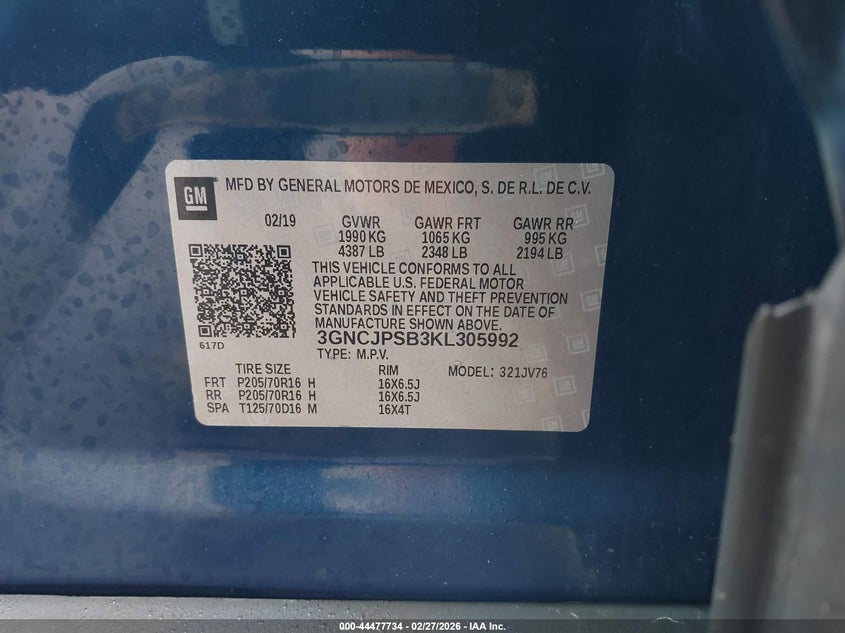 GM
MFD BY GENERAL MOTORS DE MEXICO, S. DE R.L. DE C.V.
02/19 GVWR GAWR FRT GAWR RR
1990 KG 1065 KG 995 KG
4387 LB 2348 LB 2194 LB
THIS VEHICLE CONFORMS TO ALL
APPLICABLE U.S. FEDERAL MOTOR
VEHICLE SAFETY AND THEFT PREVENTION
STANDARDS IN EFFECT ON THE DATE OF
MANUFACTURE SHOWN ABOVE.
617D
3GNCJPSB3KL305992
TYPE: M.P.V.
TIRE SIZE RIM MODEL: 321JV76
FRT P205/70R16 H 16X6.5J
RR P205/70R16 H 16X6.5J
SPA T125/70D16 M 16X4T
000-44477734 - 02/27/2026 - IAA Inc.